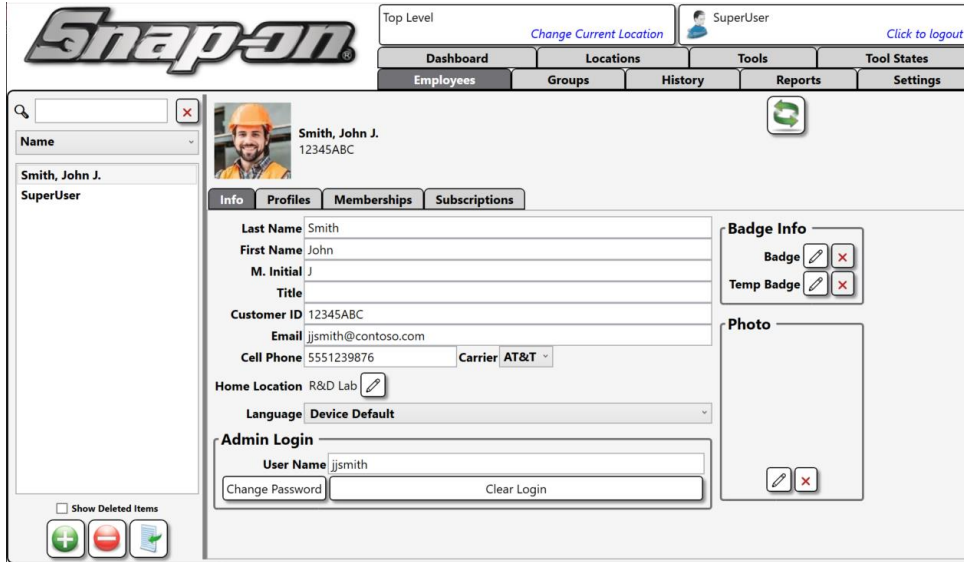 Snap-on®
Top Level
Change Current Location
SuperUser
Click to logout
Dashboard Locations Tools Tool States
Employees Groups History Reports Settings
Name
Smith, John J.
SuperUser
Show Deleted Items
Smith, John J.
12345ABC
Info Profiles Memberships Subscriptions
Last Name Smith
First Name John
M. Initial J
Title
Customer ID 12345ABC
Email jjsmith@contoso.com
Cell Phone 5551239876 Carrier AT&T
Home Location R&D Lab
Language Device Default
Admin Login
User Name jjsmith
Change Password Clear Login
Badge Info
Badge
Temp Badge
Photo